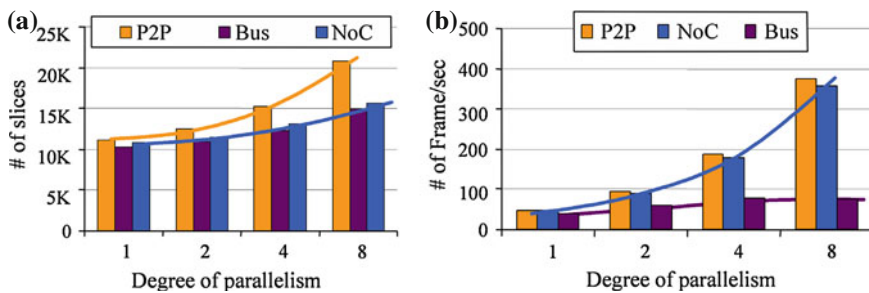 (a)
P2P Bus NoC
25K
20K
15K
10K
5K
0
# of slices
1 2 4 8
Degree of parallelism
(b)
P2P NoC Bus
500
400
300
200
100
0
# of Frame/sec
1 2 4 8
Degree of parallelism